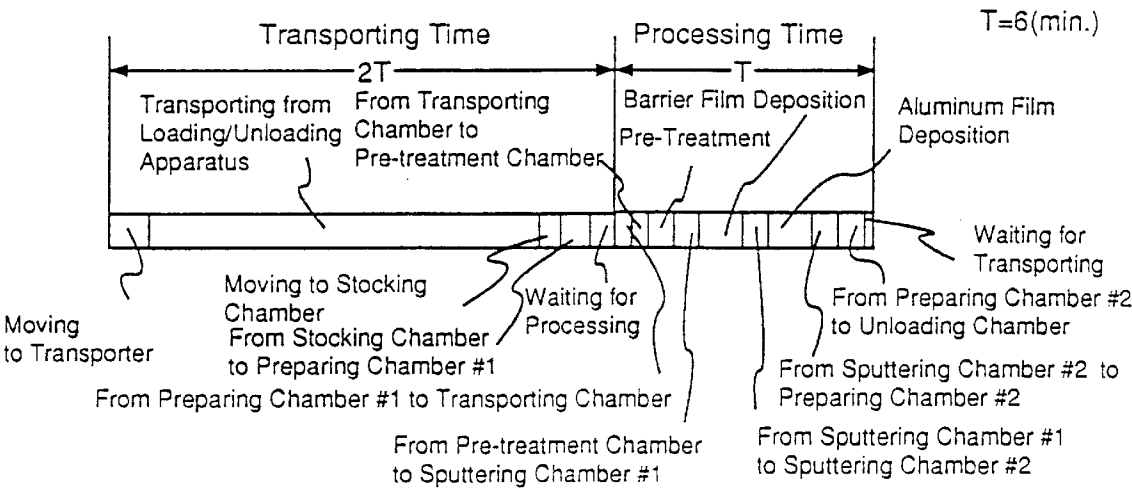 T=6(min.)
Transporting Time
Processing Time
2T
T
Transporting from
Loading/Unloading
Apparatus
From Transporting
Chamber to
Pre-treatment Chamber
Barrier Film Deposition
Pre-Treatment
Aluminum Film
Deposition
Moving
to Transporter
Moving to Stocking
Chamber
From Stocking Chamber
to Preparing Chamber #1
Waiting for
Processing
From Preparing Chamber #1 to Transporting Chamber
From Pre-treatment Chamber
to Sputtering Chamber #1
Waiting for
Transporting
From Preparing Chamber #2
to Unloading Chamber
From Sputtering Chamber #2 to
Preparing Chamber #2
From Sputtering Chamber #1
to Sputtering Chamber #2